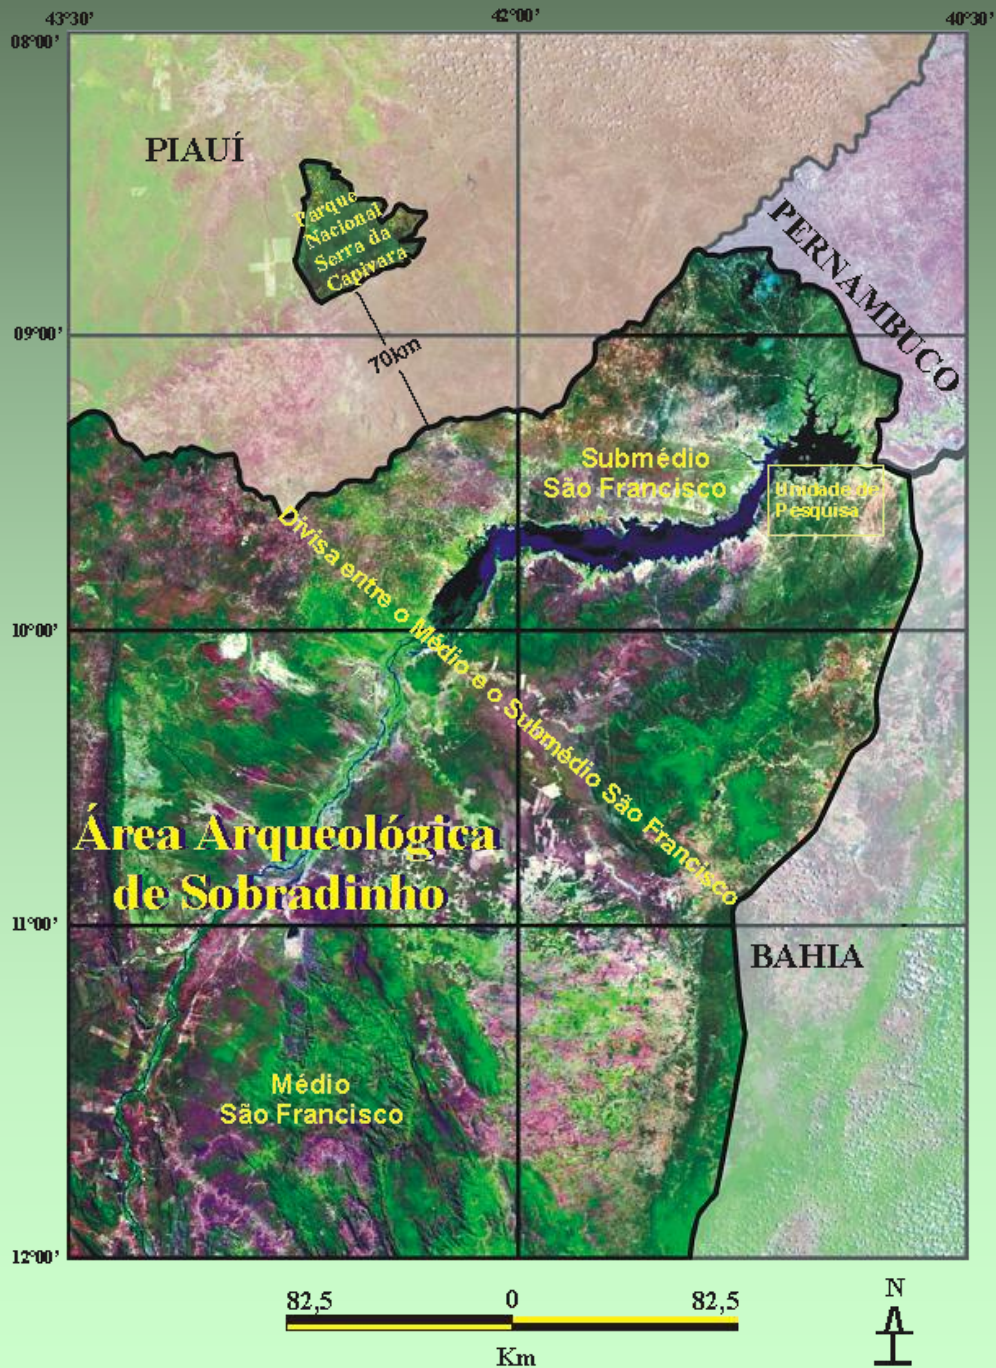 43°30'
42°00'
40°30'
08°00'
PIAUÍ
Parque
Nacional
Serra da
Capivara
PERNAMBUCO
09°00'
70km
Submédio
São Francisco
Unidade de
Pesquisa
Divisa entre o Médio e o Submédio São Francisco
10°00'
Área Arqueológica
de Sobradinho
11°00'
BAHIA
Médio
São Francisco
12°00'
82,5 0 82,5
Km
N